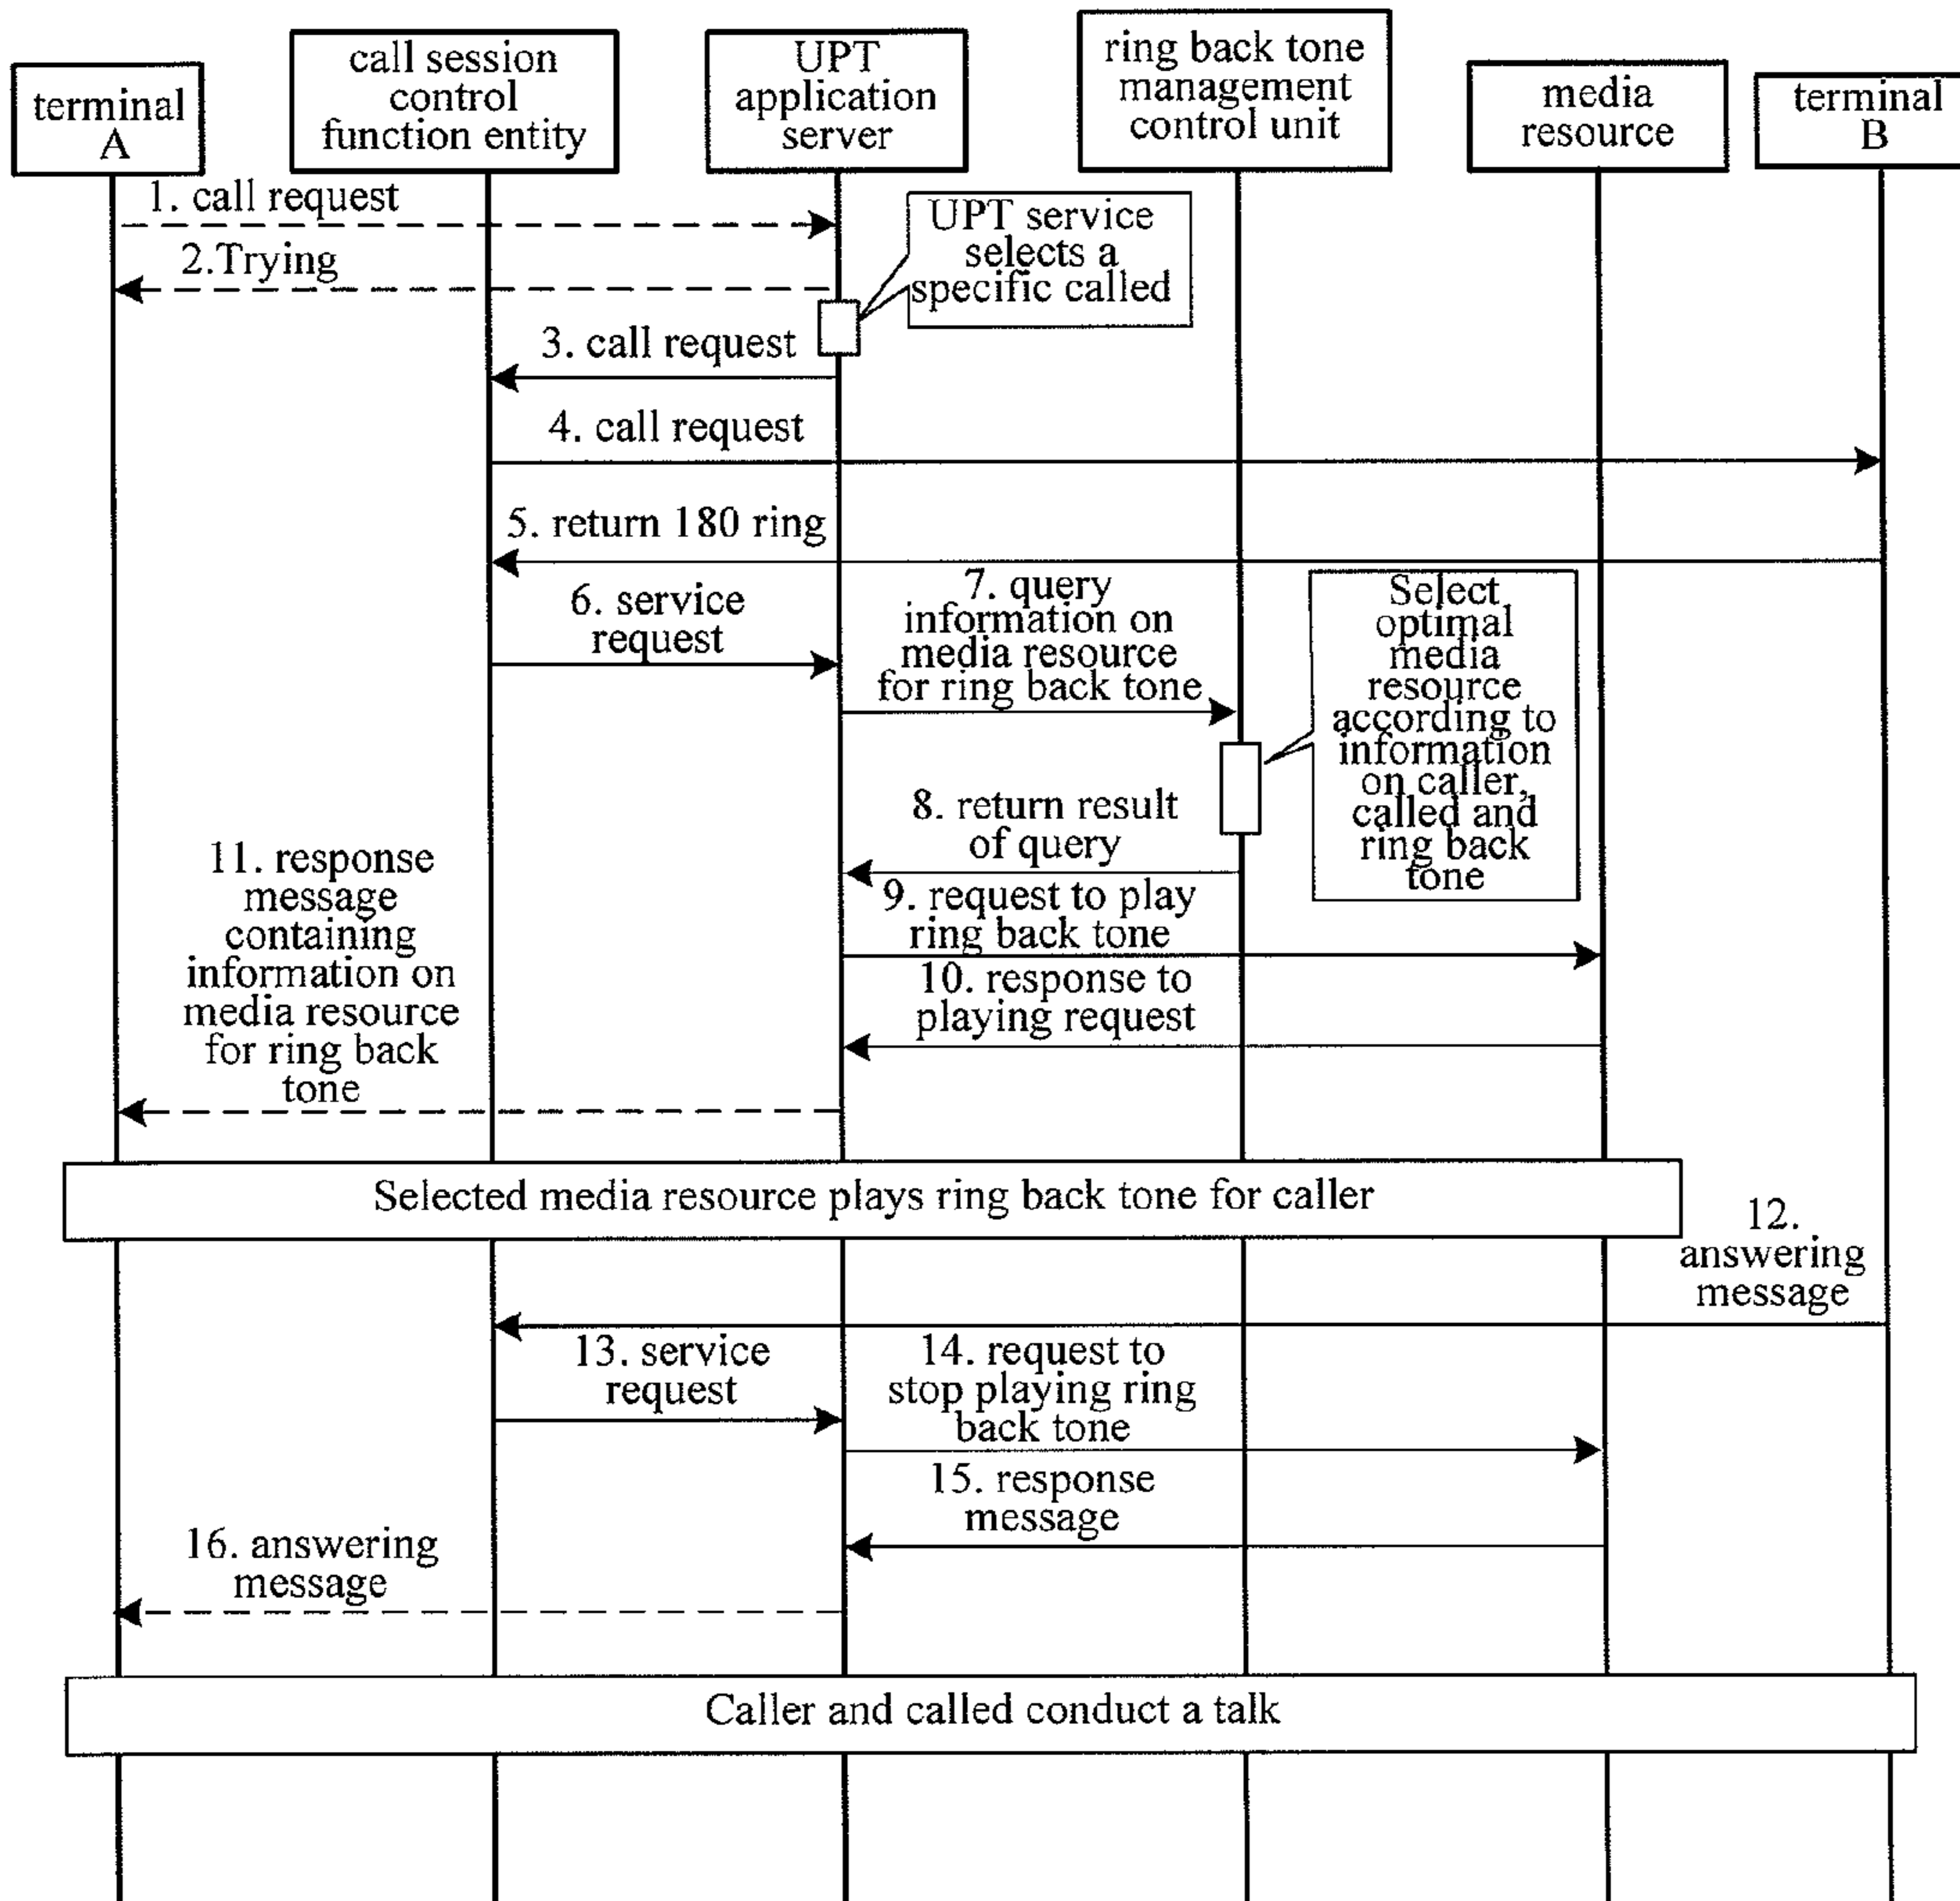 terminal
A
call session
control
function entity
UPT
application
server
ring back tone
management
control unit
media
resource
terminal
B
1. call request
2.Trying
UPT service
selects a
specific called
3. call request
4. call request
5. return 180 ring
6. service
request
7. query
information on
media resource
for ring back tone
Select
optimal
media
resource
according to
information
on caller,
called and
ring back
tone
8. return result
of query
9. request to play
ring back tone
10. response to
playing request
11. response
message
containing
information on
media resource
for ring back
tone
Selected media resource plays ring back tone for caller
12.
answering
message
13. service
request
14. request to
stop playing ring
back tone
15. response
message
16. answering
message
Caller and called conduct a talk